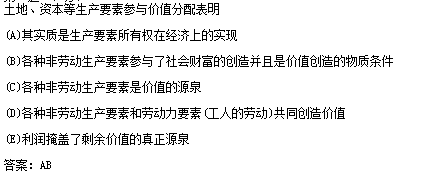 土地、资本等生产要素参与价值分配表明
(A)其实质是生产要素所有权在经济上的实现
(B)各种非劳动生产要素参与了社会财富的创造并且是价值创造的物质条件
(C)各种非劳动生产要素是价值的源泉
(D)各种非劳动生产要素和劳动力要素(工人的劳动)共同创造价值
(E)利润掩盖了剩余价值的真正源泉
答案: AB